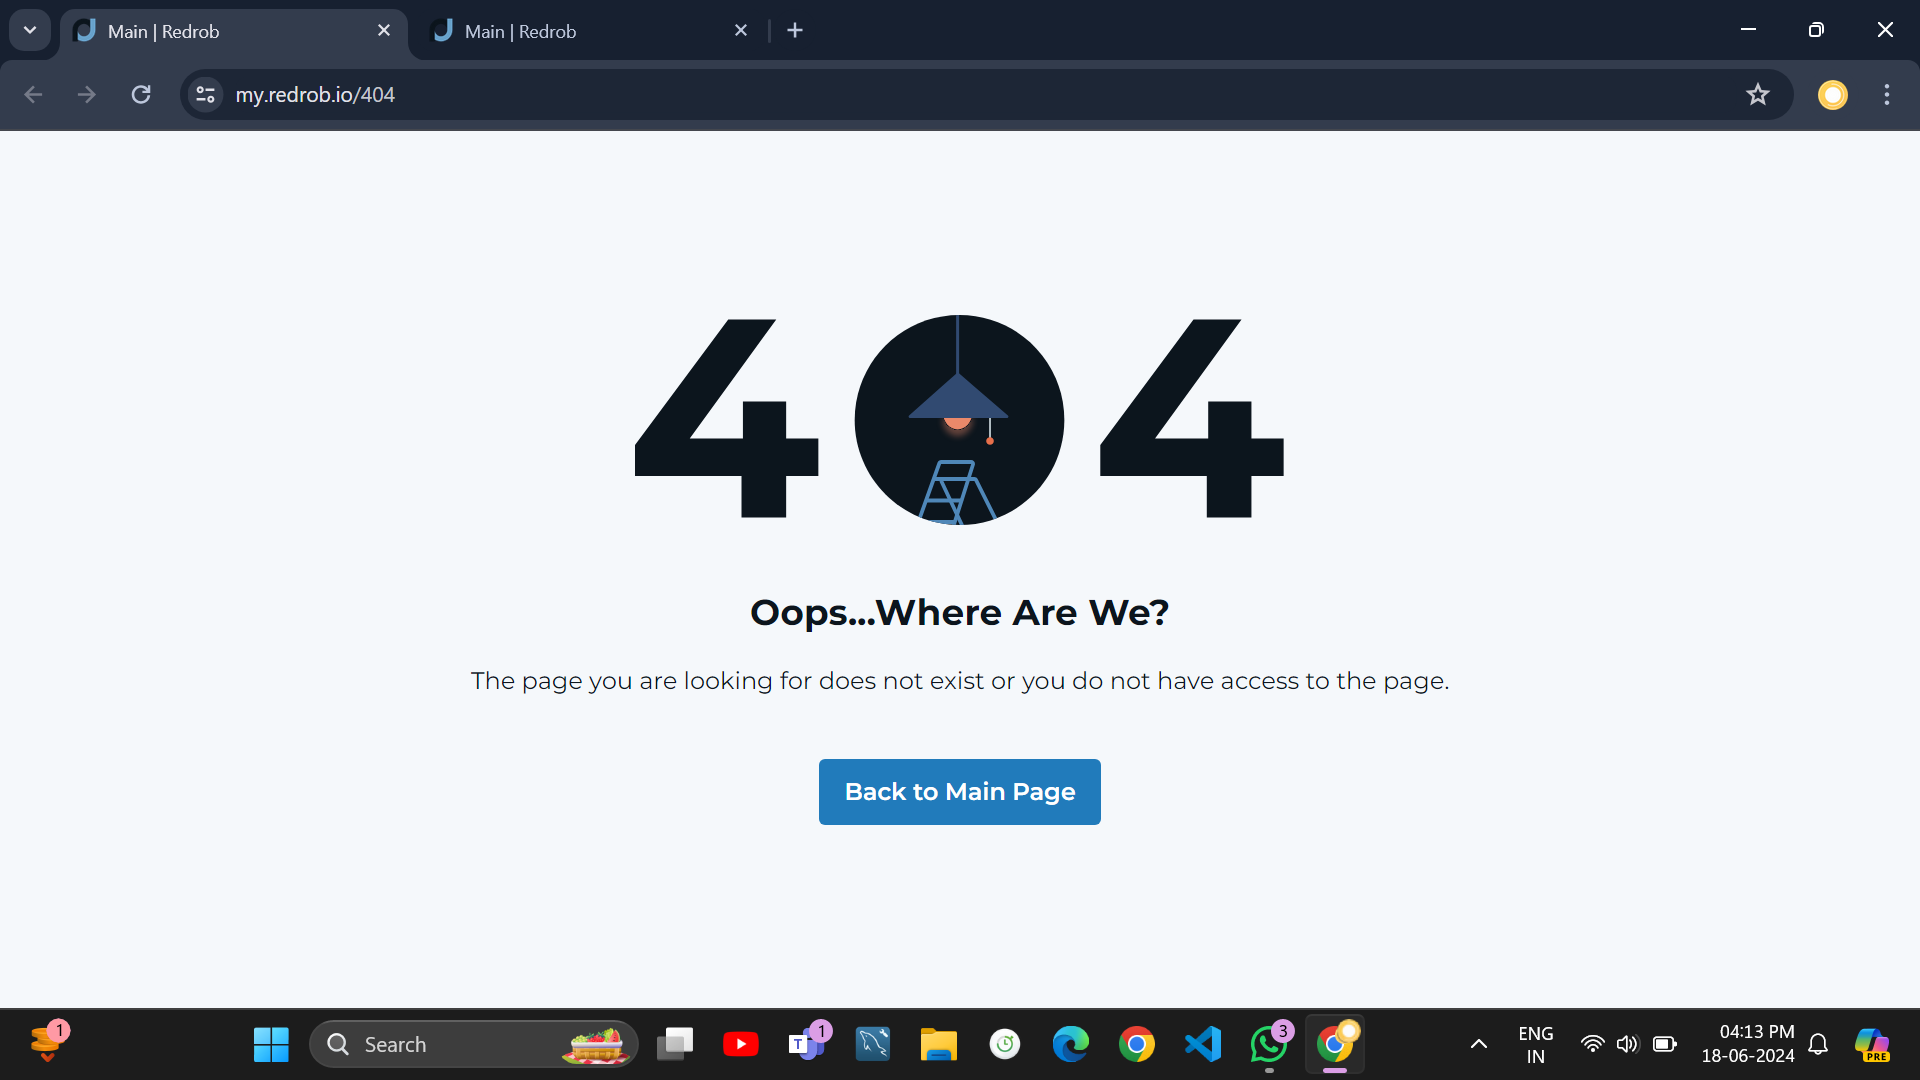 Main | Redrob
Main | Redrob
my.redrob.io/404
404
Oops...Where Are We?
The page you are looking for does not exist or you do not have access to the page.
Back to Main Page
1
Search
T
1
3
ENG
IN
04:13 PM
18-06-2024
PRE